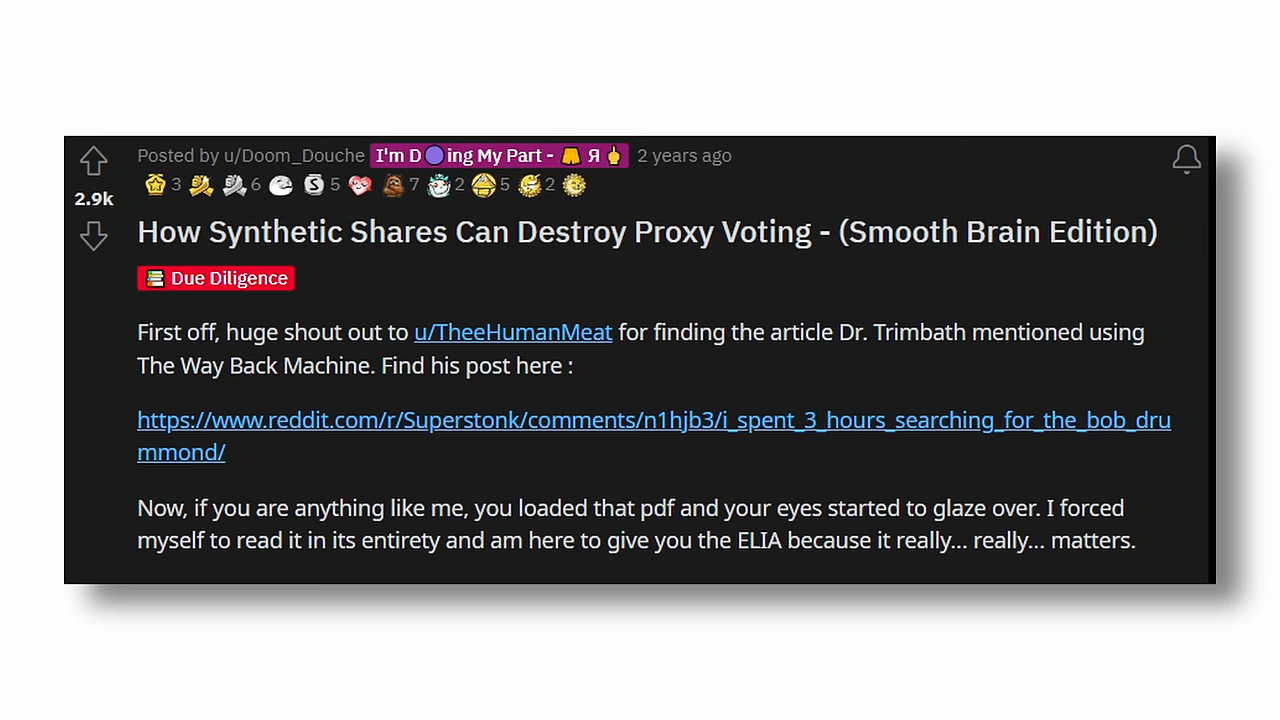 Posted by u/Doom_Douche I'm D🟣ing My Part - 🩳 Я 🖕 2 years ago
3 6 5 7 2 5 2
2.9k
How Synthetic Shares Can Destroy Proxy Voting - (Smooth Brain Edition)
Due Diligence
First off, huge shout out to u/TheeHumanMeat for finding the article Dr. Trimbath mentioned using
The Way Back Machine. Find his post here :
https://www.reddit.com/r/Superstonk/comments/n1hjb3/i_spent_3_hours_searching_for_the_bob_dru
mmond/
Now, if you are anything like me, you loaded that pdf and your eyes started to glaze over. I forced
myself to read it in its entirety and am here to give you the ELIA because it really... really... matters.